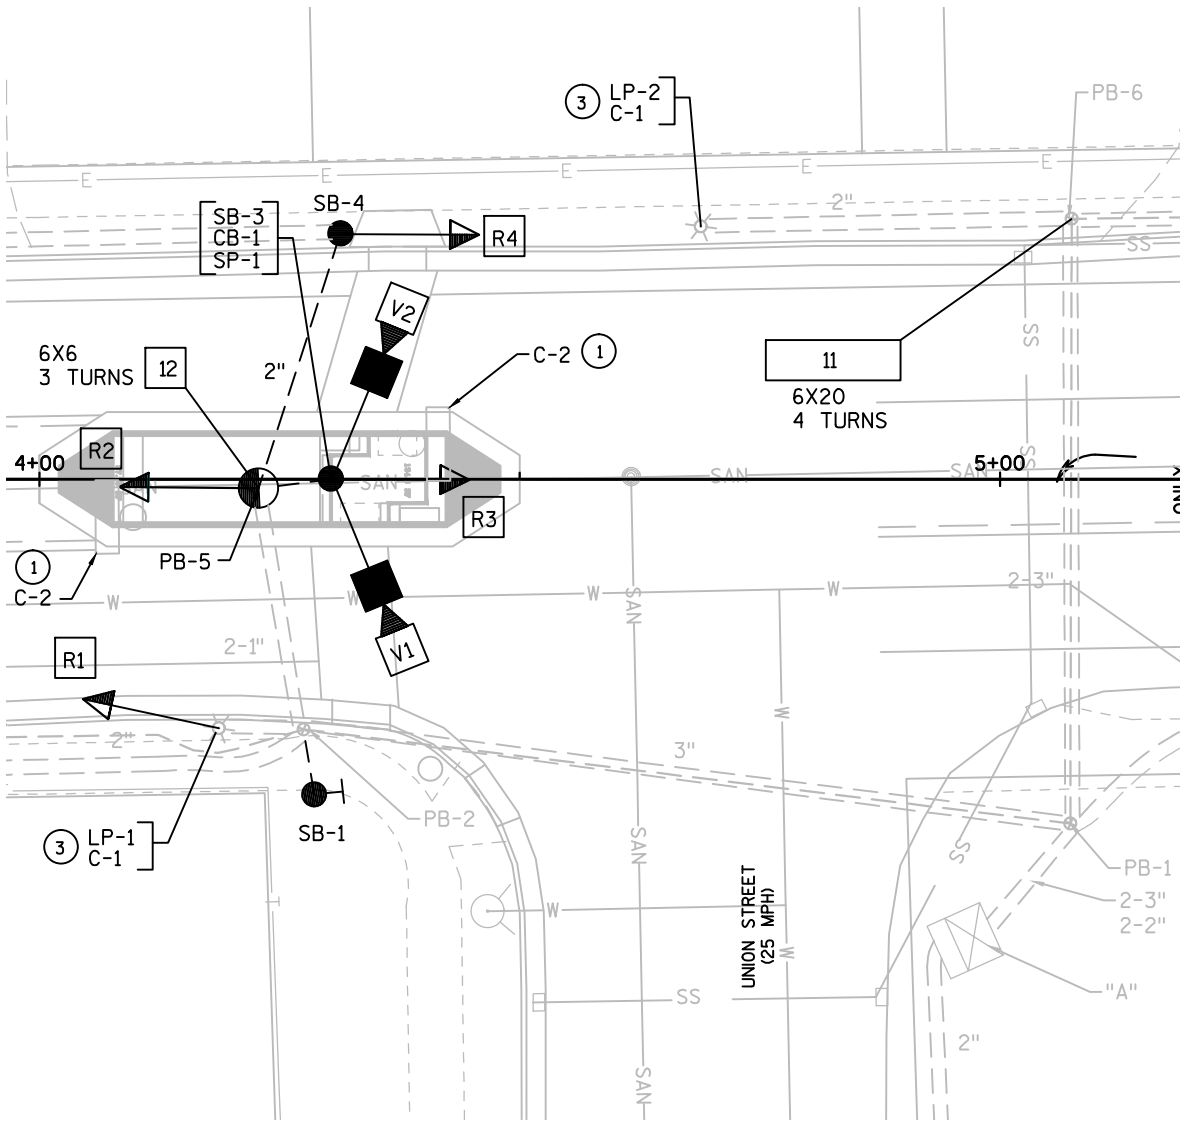 LP-2
3
C-1
PB-6
E
E
E
E
E
2"
SB-4
SB-3
CB-1
SP-1
R4
SS
V2
SS
6X6
3 TURNS
12
2"
C-2
1
11
6X20
4 TURNS
R2
4+00
SAN
SAN
SAN
5+00
SS
ONLY
R3
PB-5
1
C-2
W
W
W
W
2-3"
SAN
R1
2-1"
V1
W
2"
3"
PB-2
SB-1
3
LP-1
C-1
SAN
SS
PB-1
2-3"
2-2"
T
W
UNION STREET
(25 MPH)
W
SS
"A"
2"
SAN